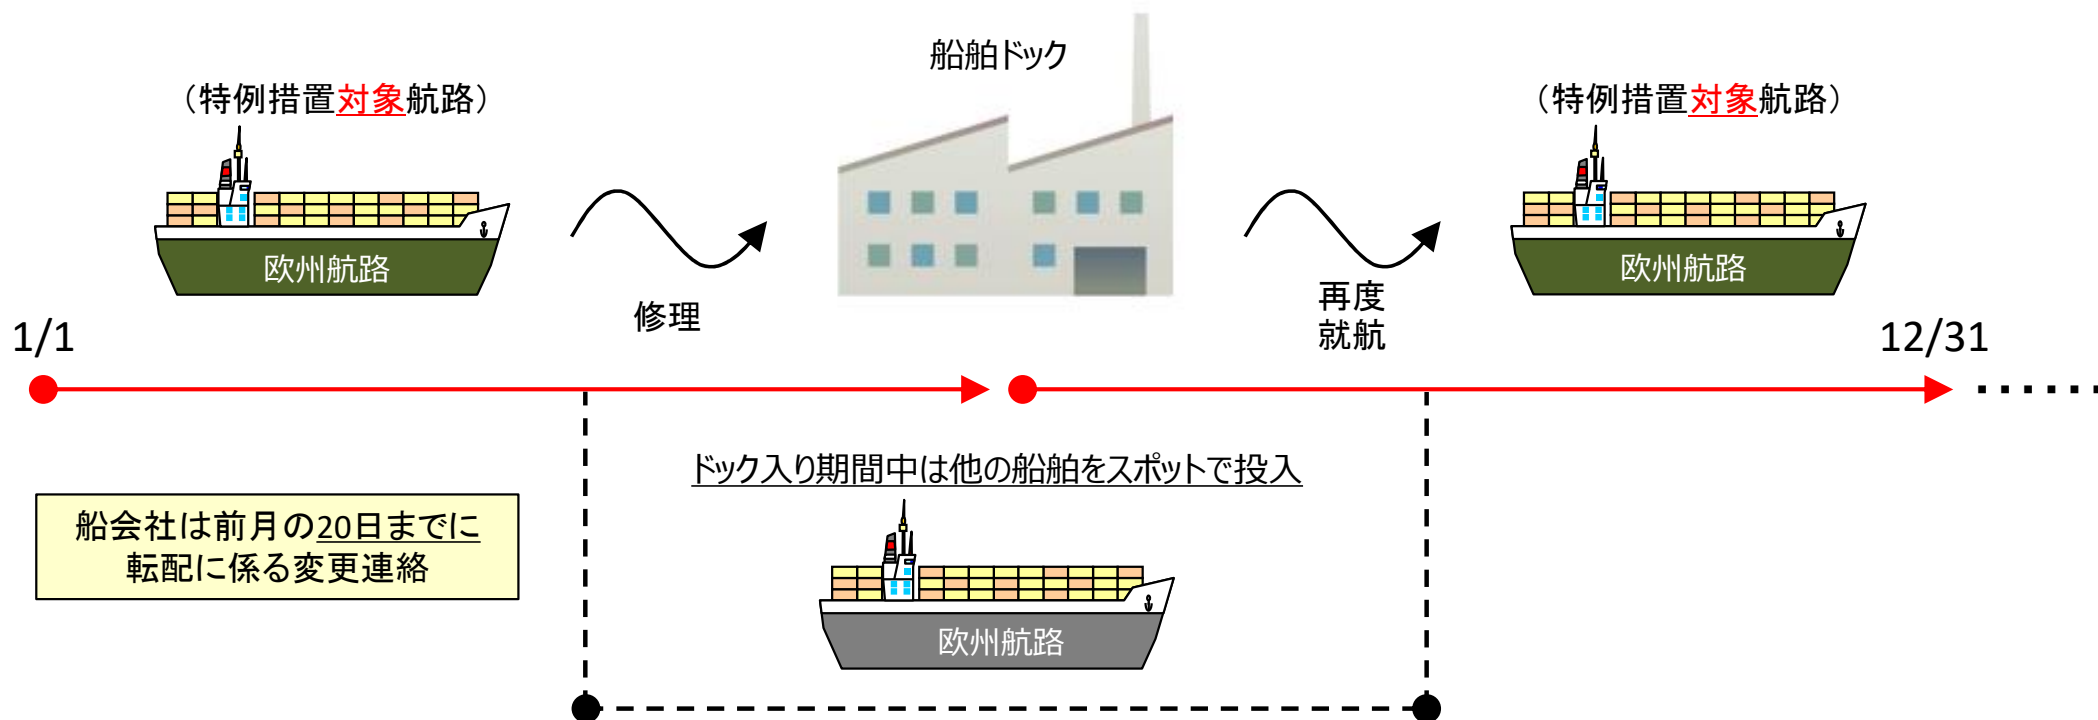 船舶ドック
（特例措置対象航路）
（特例措置対象航路）
欧州航路
欧州航路
修理
再度
就航
1/1
12/31
ドック入り期間中は他の船舶をスポットで投入
船会社は前月の20日までに
転配に係る変更連絡
欧州航路